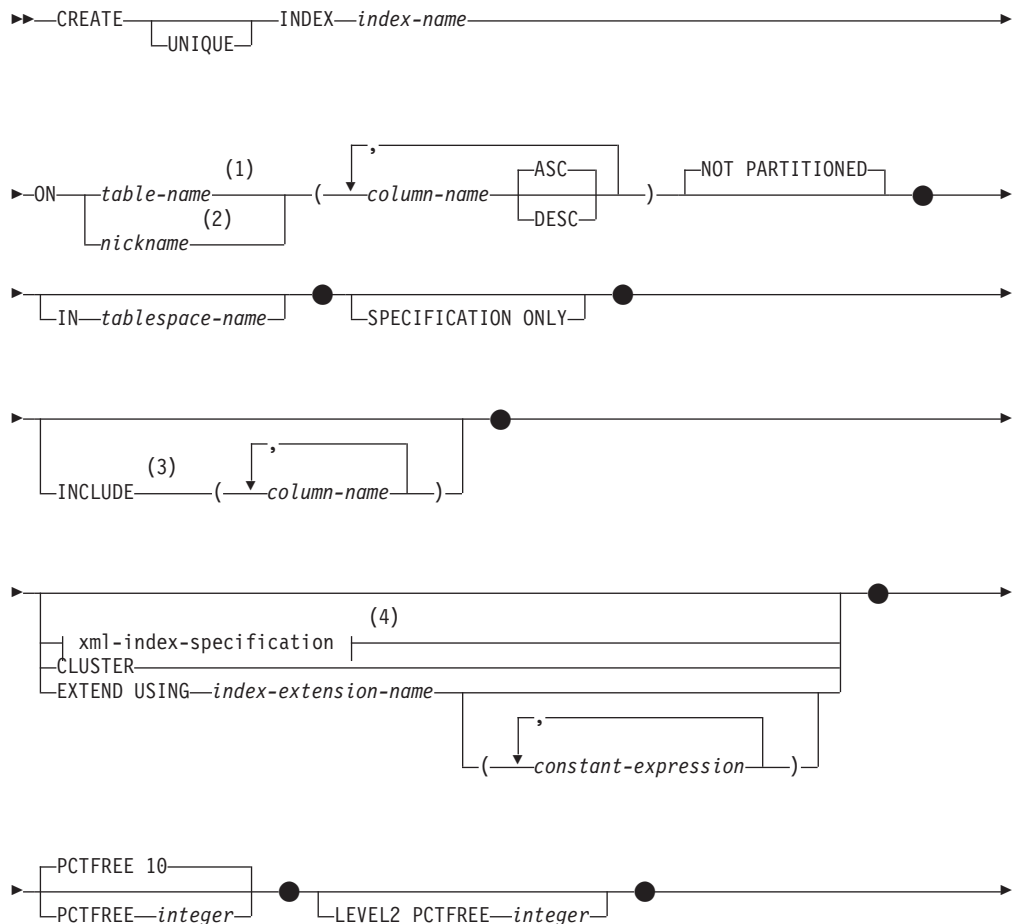 CREATE UNIQUE INDEX index-name
ON table-name (1) nickname (2) ( , column-name ASC DESC ) NOT PARTITIONED
IN tablespace-name SPECIFICATION ONLY
INCLUDE (3) ( , column-name )
xml-index-specification (4)
CLUSTER
EXTEND USING index-extension-name
( , constant-expression )
PCTFREE 10
PCTFREE integer LEVEL2 PCTFREE integer